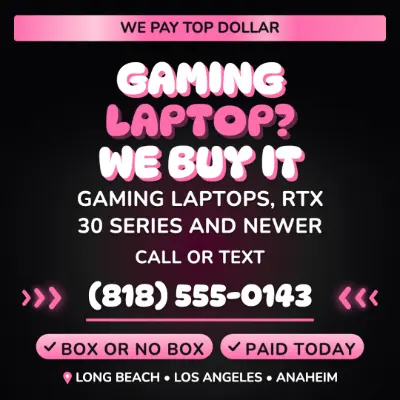 WE PAY TOP DOLLAR
GAMING
LAPTOP?
WE BUY IT
GAMING LAPTOPS, RTX
30 SERIES AND NEWER
CALL OR TEXT
(818) 555-0143
BOX OR NO BOX
PAID TODAY
LONG BEACH • LOS ANGELES • ANAHEIM